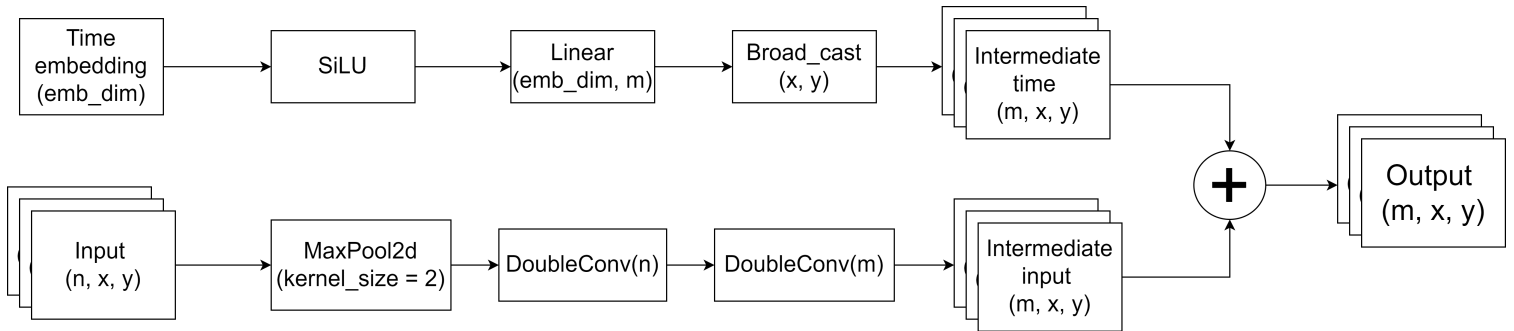 Time
embedding
(emb_dim)
SiLU
Linear
(emb_dim, m)
Broad_cast
(x, y)
Intermediate
time
(m, x, y)
Input
(n, x, y)
MaxPool2d
(kernel_size = 2)
DoubleConv(n)
DoubleConv(m)
Intermediate
input
(m, x, y)
+
Output
(m, x, y)